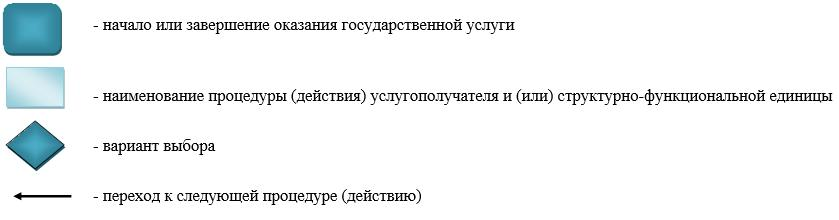 - начало или завершение оказания государственной услуги
- наименование процедуры (действия) услугополучателя и (или) структурно-функциональной единицы
- вариант выбора
- переход к следующей процедуре (действию)